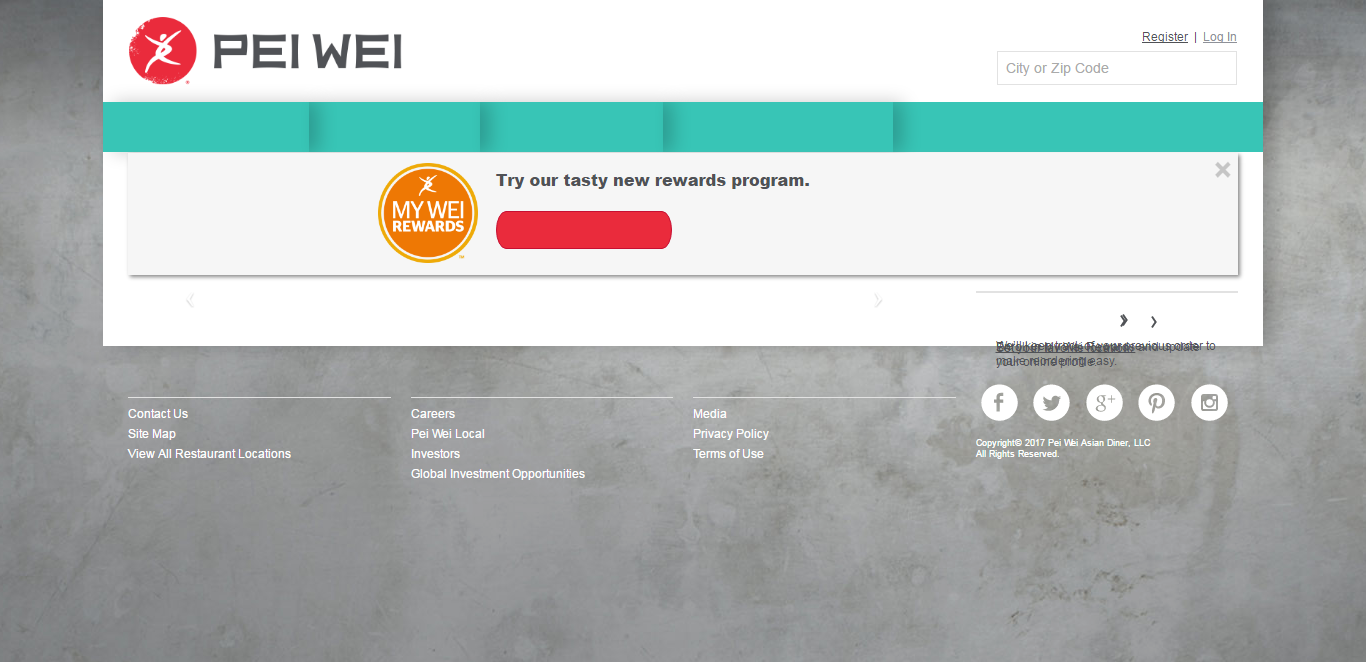 PEI WEI
Register | Log In
City or Zip Code
Try our tasty new rewards program.
MY WEI
REWARDS
Contact Us
Site Map
View All Restaurant Locations
Careers
Pei Wei Local
Investors
Global Investment Opportunities
Media
Privacy Policy
Terms of Use
Copyright© 2017 Pei Wei Asian Diner, LLC
All Rights Reserved.